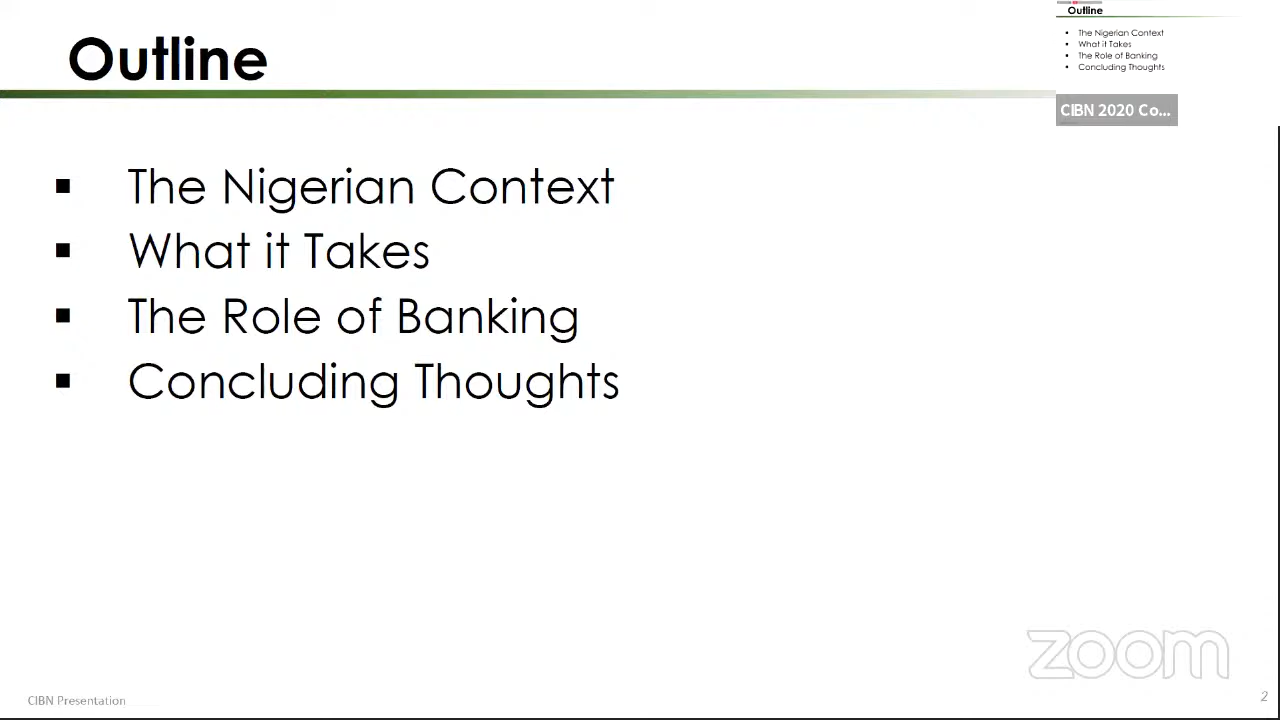 Outline
The Nigerian Context
What it Takes
The Role of Banking
Concluding Thoughts
Outline
The Nigerian Context
What it Takes
The Role of Banking
Concluding Thoughts
CIBN 2020 Co...
zoom
CIBN Presentation
2